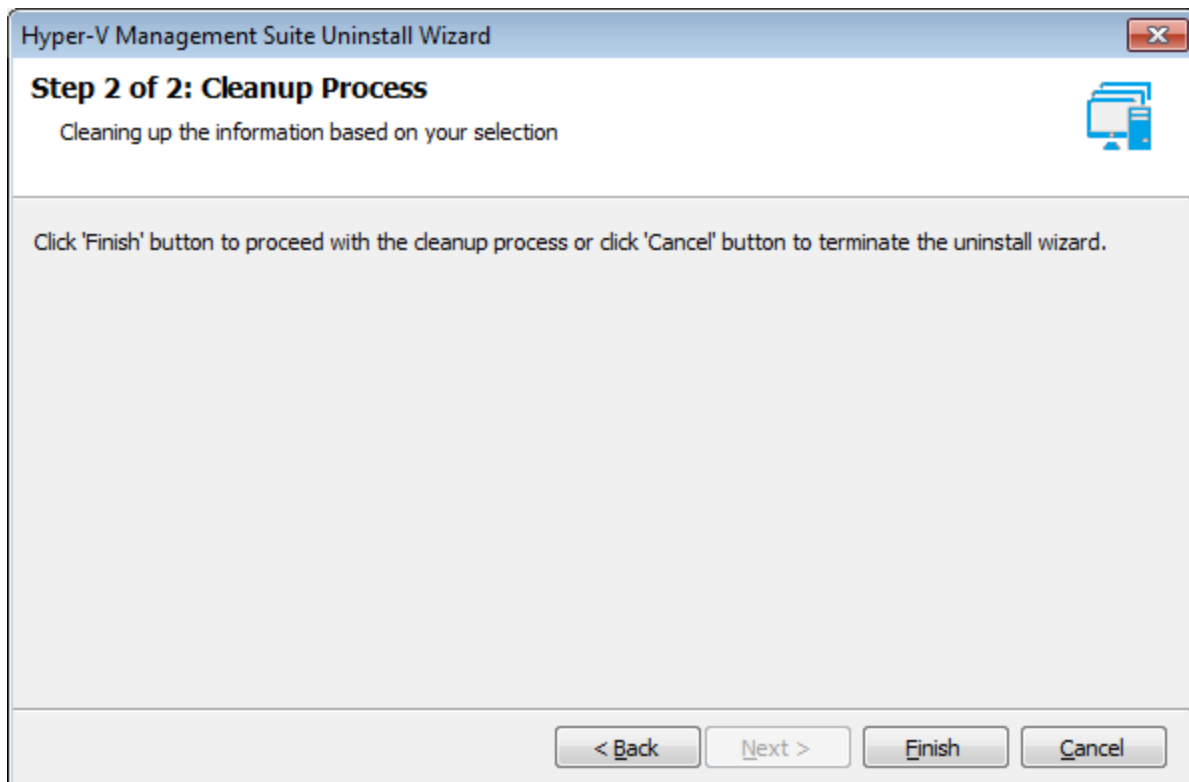 Hyper-V Management Suite Uninstall Wizard
Step 2 of 2: Cleanup Process
Cleaning up the information based on your selection
Click 'Finish' button to proceed with the cleanup process or click 'Cancel' button to terminate the uninstall wizard.
< Back Next > Finish Cancel